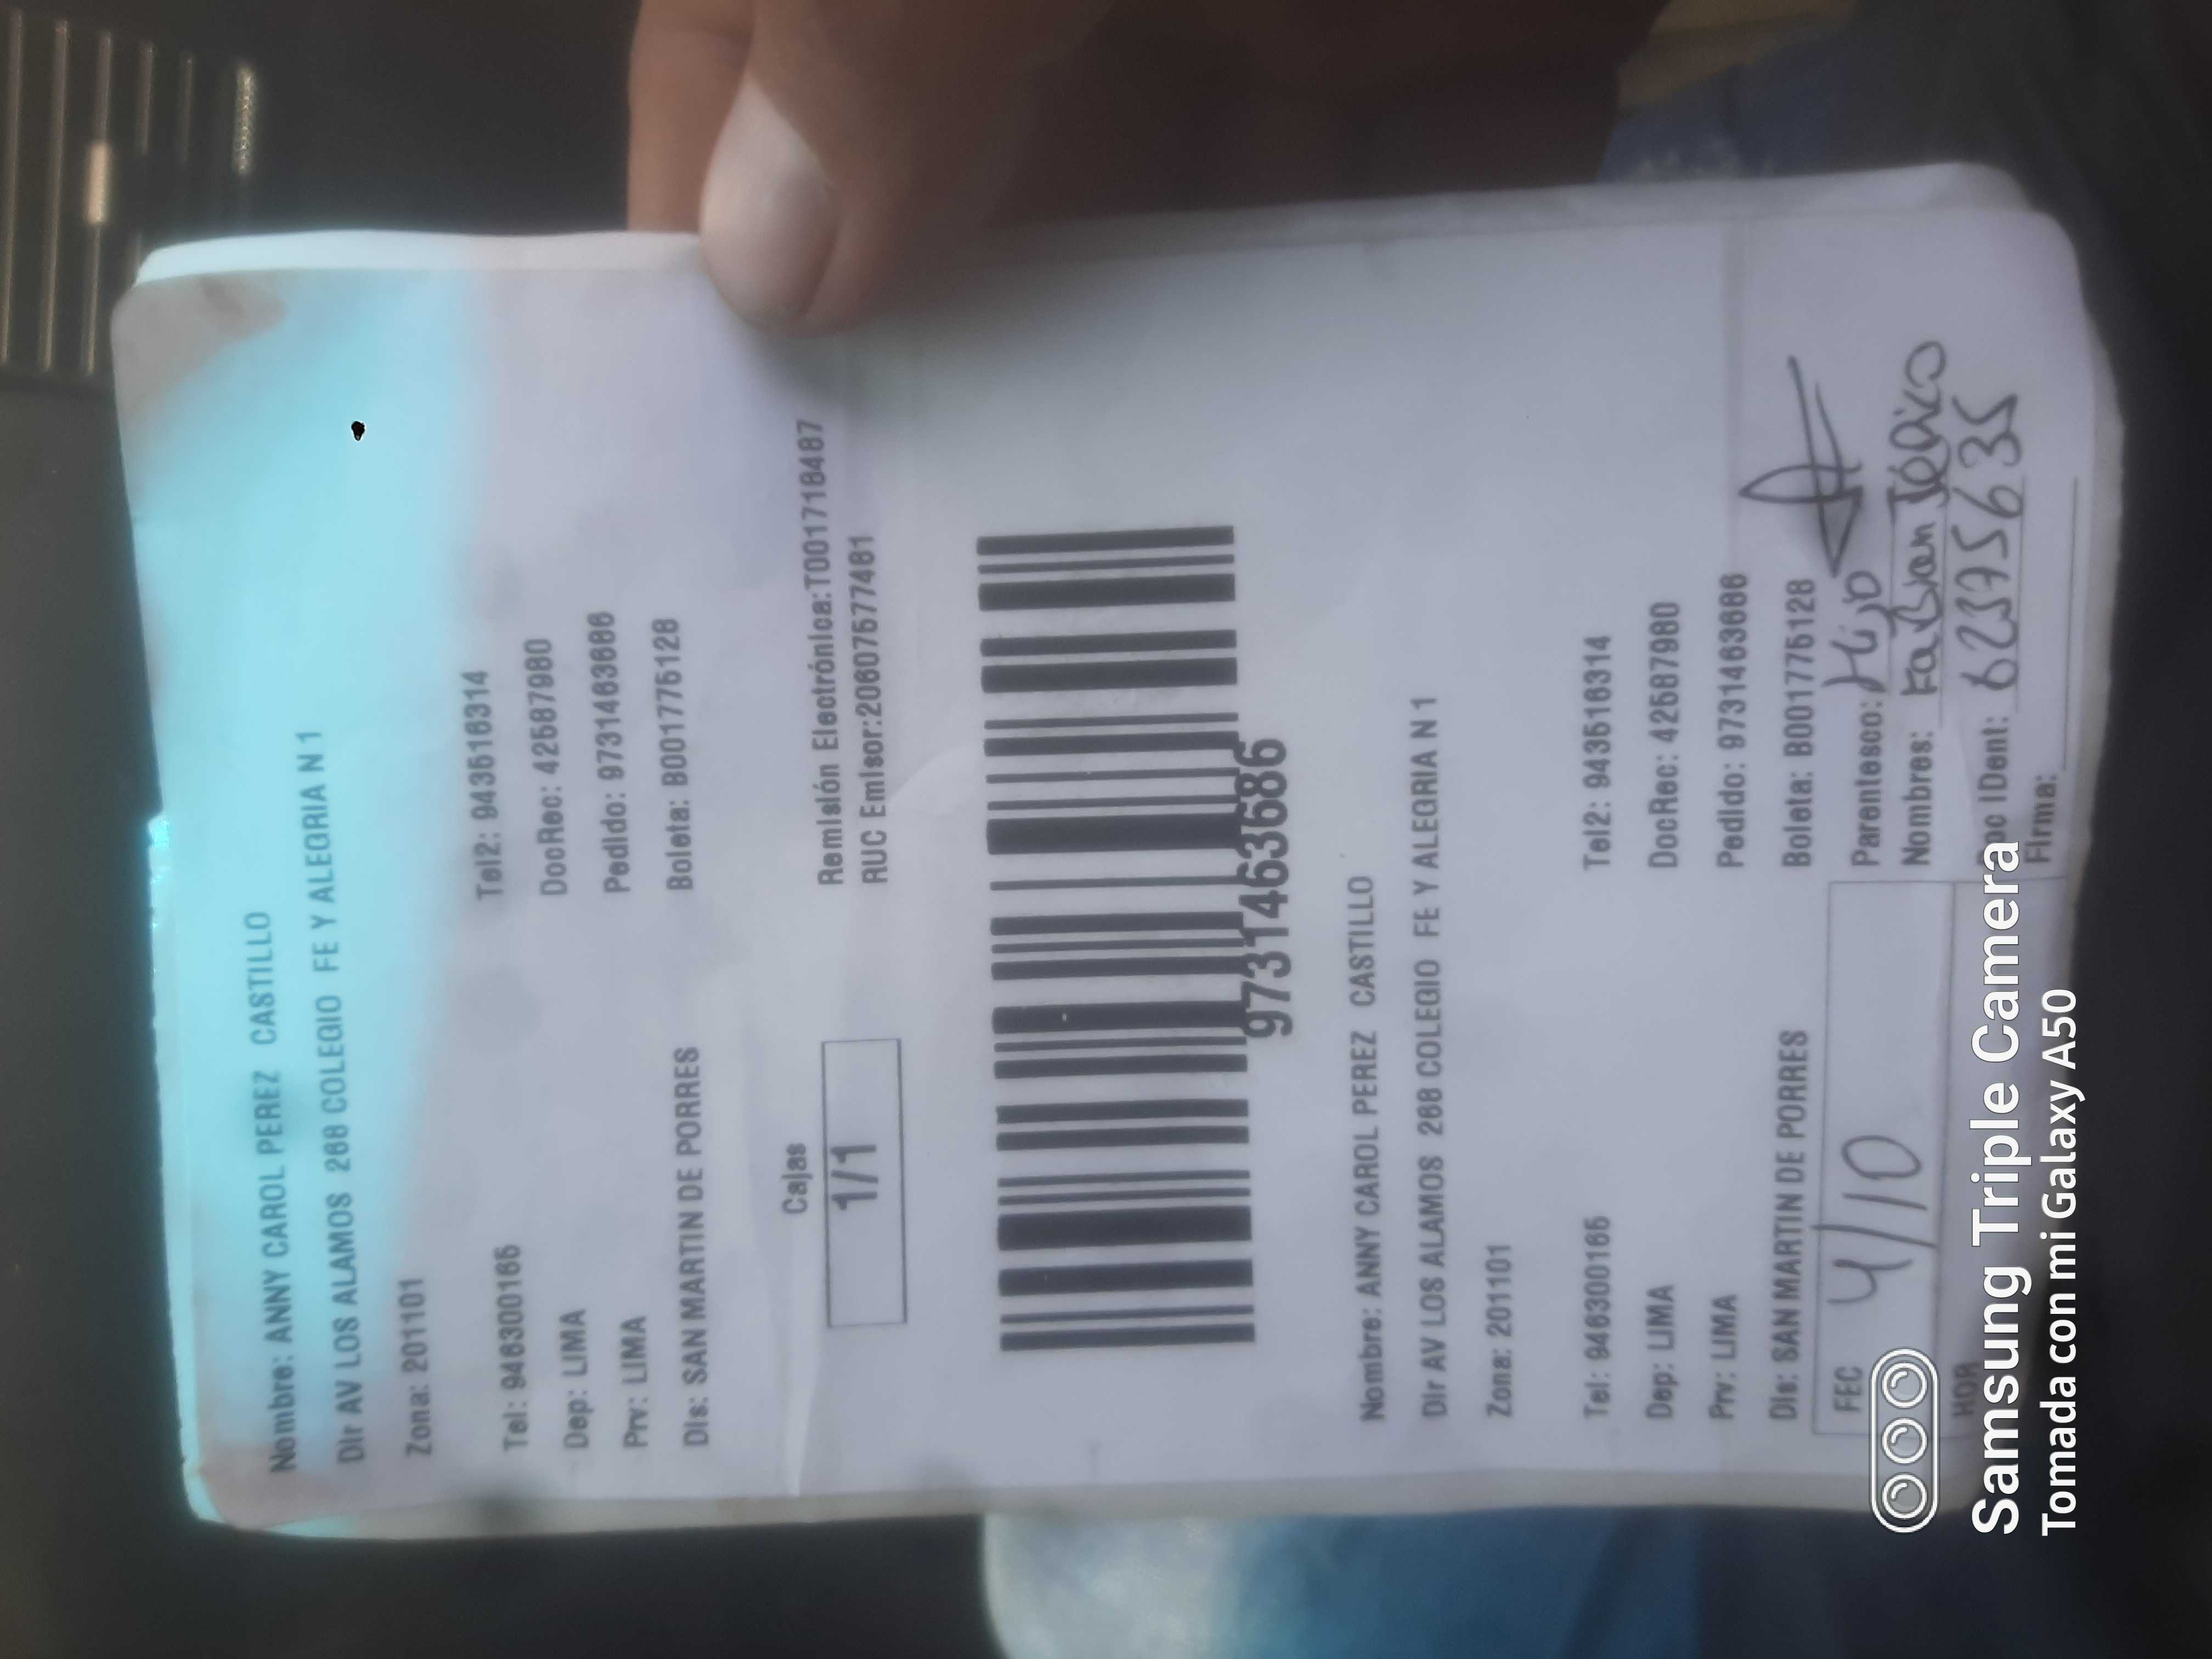 Nombre: ANNY CAROL PEREZ CASTILLO
Dir AV LOS ALAMOS 268 COLEGIO FE Y ALEGRIA N 1
Zona: 201101
Tel: 946300165 Tel2: 943516314
Dep: LIMA DocRec: 42587980
Prv: LIMA Pedido: 9731463686
Dis: SAN MARTIN DE PORRES Boleta: B001775128
Cajas
1/1
Remisión Electrónica:T001718487
RUC Emisor:20607577481
9731463686
Nombre: ANNY CAROL PEREZ CASTILLO
Dir AV LOS ALAMOS 268 COLEGIO FE Y ALEGRIA N 1
Zona: 201101
Tel: 946300165 Tel2: 943516314
Dep: LIMA DocRec: 42587980
Prv: LIMA Pedido: 9731463686
Dis: SAN MARTIN DE PORRES Boleta: B001775128
FEC 4/10 Parentesco: Hijo
Nombres: Fabian
HOR Doc IDent: 62375635
Firma:
Samsung Triple Camera
Tomada con mi Galaxy A50